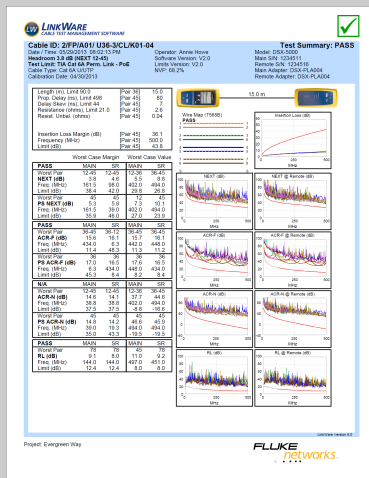 LINKWARE
CABLE TEST MANAGEMENT SOFTWARE
Cable ID: 2/FP/A01/ U36-3/CL/K01-04
Test Summary: PASS
Date / Time: 05/29/2013 08:02:13 PM
Operator: Annie Howe
Model: DSX-5000
Headroom 3.8 dB (NEXT 12-45)
Software Version: V2.0
Main S/N: 1234511
Test Limit: TIA Cat 6A Perm. Link - PoE
Limits Version: V2.0
Remote S/N: 1234518
Cable Type: Cat 6A U/UTP
NVP: 68.2%
Main Adapter: DSX-PLA004
Calibration Date: 04/30/2013
Remote Adapter: DSX-PLA004
Length (m), Limit 90.0 [Pair 36] 15.0
Prop. Delay (ns), Limit 498 [Pair 45] 80
Delay Skew (ns), Limit 44 [Pair 45] 7
Resistance (ohms), Limit 21.0 [Pair 45] 2.6
Resist. Unbal. (ohms) [Pair 36] 0.04
Insertion Loss Margin (dB) [Pair 45] 36.1
Frequency (MHz) [Pair 45] 500.0
Limit (dB) [Pair 45] 43.8
15.0 m
Wire Map (T568B)
PASS
Insertion Loss (dB)
Worst Case Margin Worst Case Value
PASS MAIN SR MAIN SR
Worst Pair 12-45 12-45 12-36 36-45
NEXT (dB) 3.8 4.6 5.5 8.6
Freq. (MHz) 161.5 98.0 402.0 494.0
Limit (dB) 38.4 42.0 29.8 26.8
Worst Pair 45 45 12 45
PS NEXT (dB) 5.3 5.8 7.3 10.1
Freq. (MHz) 161.5 39.0 402.0 494.0
Limit (dB) 35.9 46.0 27.0 23.9
PASS MAIN SR MAIN SR
Worst Pair 36-45 36-12 36-45 36-45
ACR-F (dB) 15.6 16.1 15.7 16.1
Freq. (MHz) 434.0 6.3 442.0 448.0
Limit (dB) 11.4 48.3 11.3 11.2
Worst Pair 36 36 36 36
PS ACR-F (dB) 17.0 16.5 17.6 16.5
Freq. (MHz) 6.3 434.0 448.0 434.0
Limit (dB) 45.3 8.4 8.2 8.4
N/A MAIN SR MAIN SR
Worst Pair 12-45 12-45 12-36 36-45
ACR-N (dB) 14.6 14.1 37.7 44.6
Freq. (MHz) 38.8 38.8 402.0 494.0
Limit (dB) 37.5 37.5 -8.8 -16.6
Worst Pair 45 45 45 45
PS ACR-N (dB) 14.8 14.2 46.6 45.9
Freq. (MHz) 39.0 19.3 494.0 494.0
Limit (dB) 35.0 43.3 -19.5 -19.5
PASS MAIN SR MAIN SR
Worst Pair 78 78 45 78
RL (dB) 9.1 8.0 11.0 9.2
Freq. (MHz) 144.0 44.0 497.0 451.0
Limit (dB) 12.4 12.4 8.0 8.0
NEXT (dB)
NEXT @ Remote (dB)
ACR-F (dB)
ACR-F @ Remote (dB)
ACR-N (dB)
ACR-N @ Remote (dB)
RL (dB)
RL @ Remote (dB)
MHz
MHz
Project: Evergreen Way
FLUKE
networks.